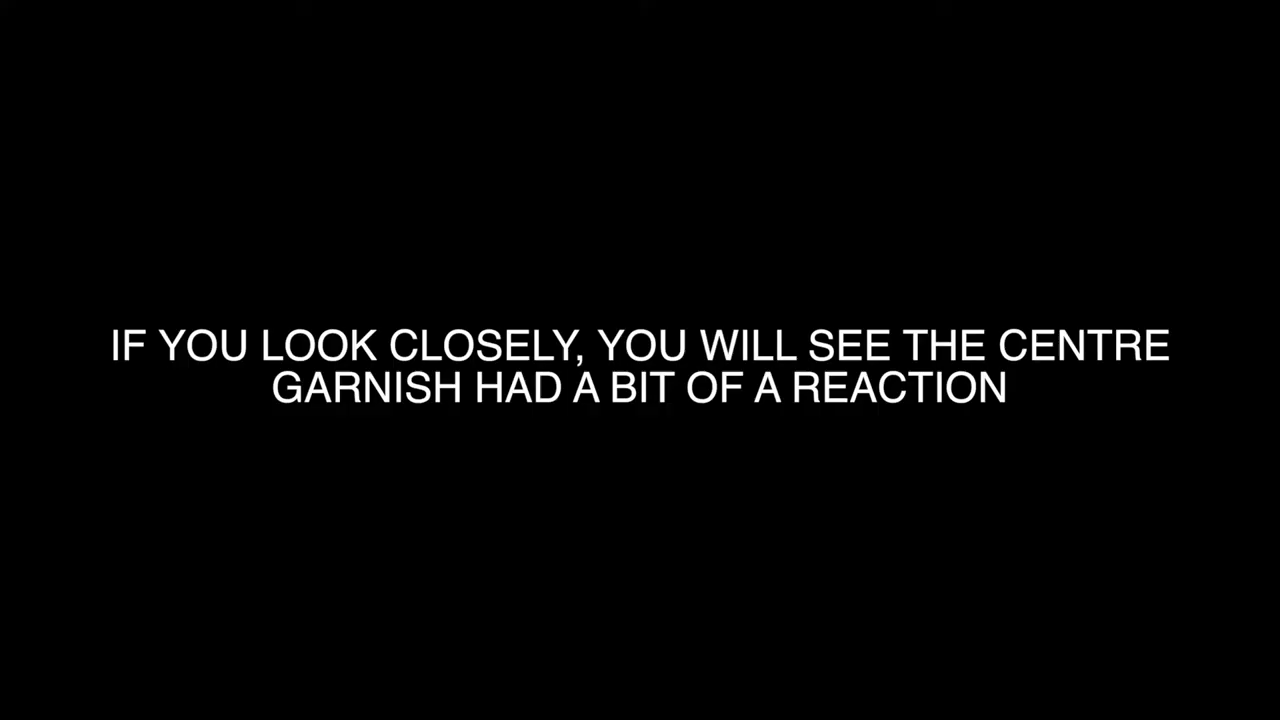 IF YOU LOOK CLOSELY, YOU WILL SEE THE CENTRE
GARNISH HAD A BIT OF A REACTION